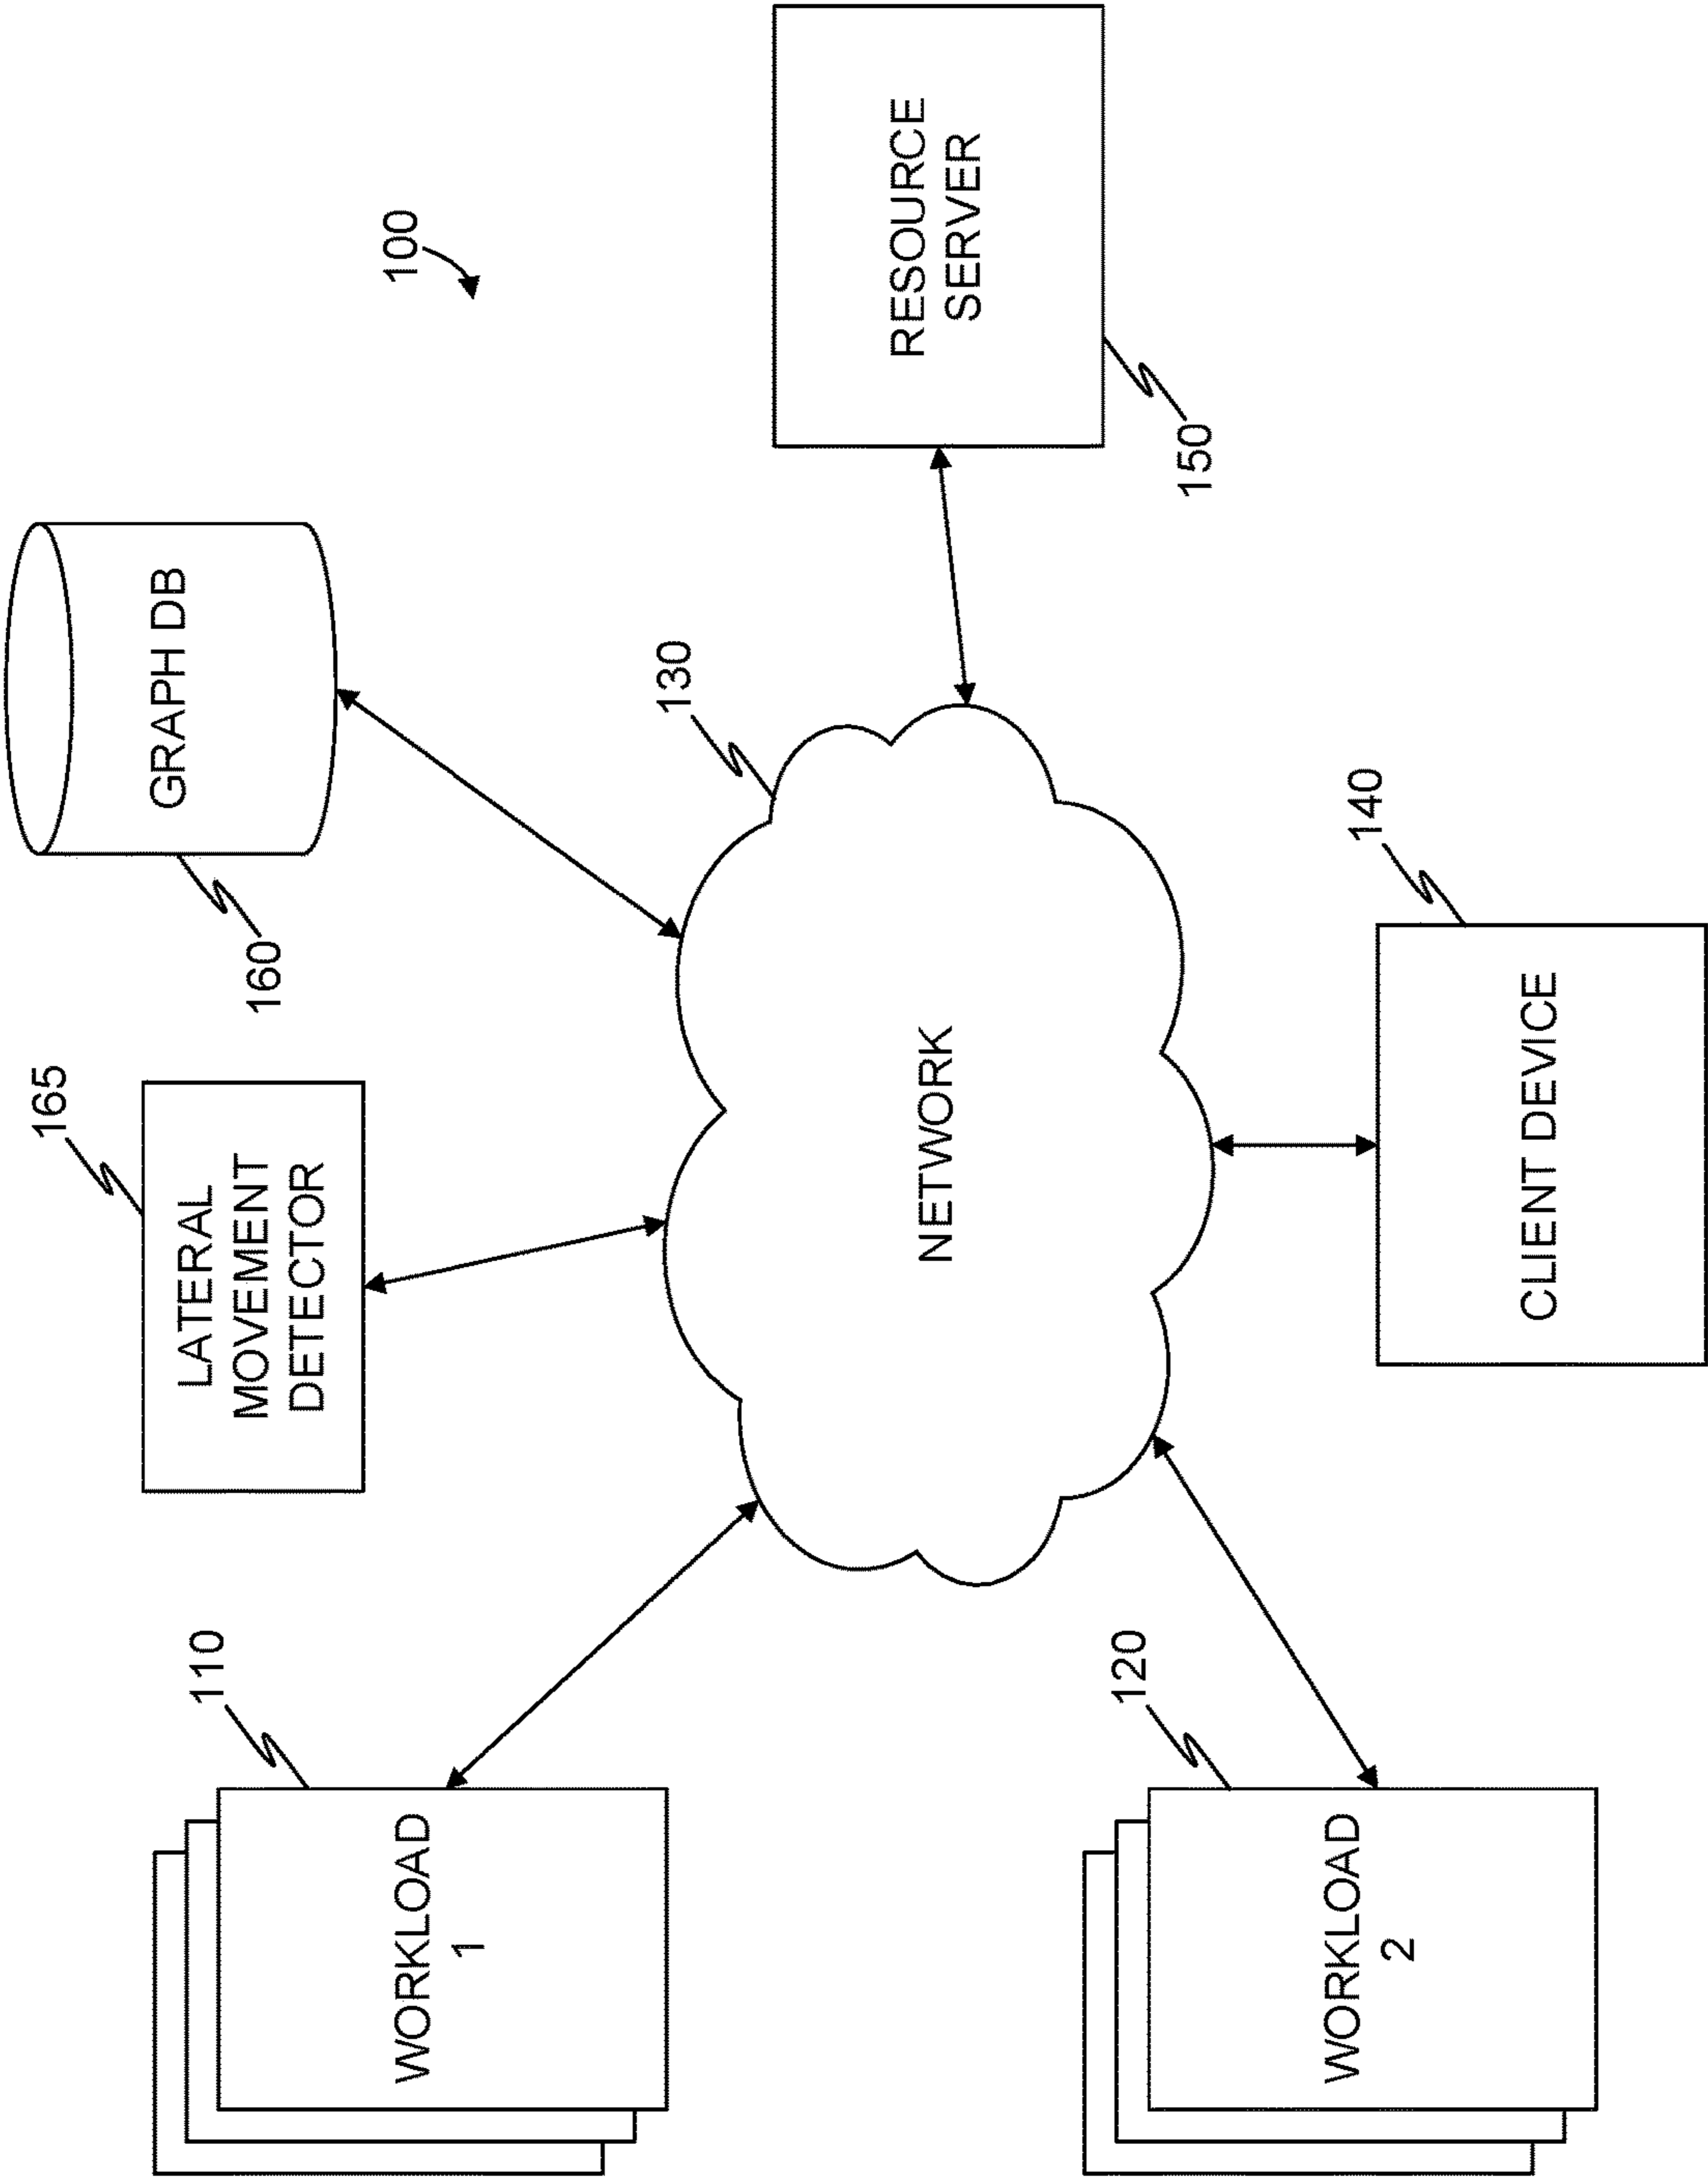 100
165
LATERAL
MOVEMENT
DETECTOR
160
GRAPH DB
110
WORKLOAD
1
130
NETWORK
RESOURCE
SERVER
150
120
WORKLOAD
2
140
CLIENT DEVICE